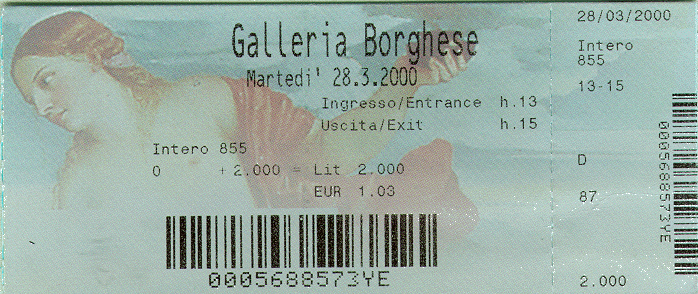 Galleria Borghese
Martedi' 28.3.2000
Ingresso/Entrance h.13
Uscita/Exit h.15
Intero 855
0 + 2.000 = Lit 2.000
EUR 1.03
0005688573YE
28/03/2000
Intero
855
13-15
D
87
2.000
0005688573YE